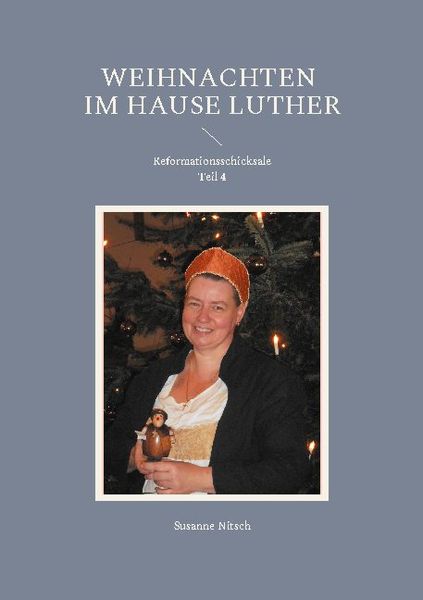 WEIHNACHTEN
IM HAUSE LUTHER
Reformationsschicksale
Teil 4
Susanne Nitsch